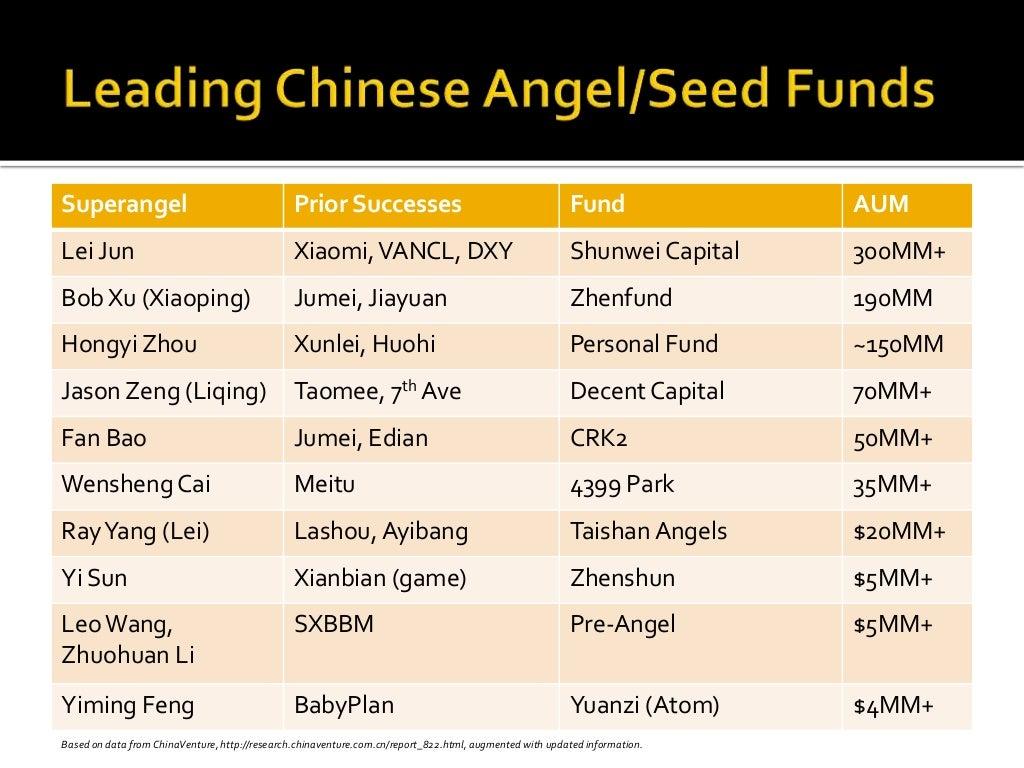 Leading Chinese Angel/Seed Funds
Superangel Prior Successes Fund AUM
Lei Jun Xiaomi, VANCL, DXY Shunwei Capital 300MM+
Bob Xu (Xiaoping) Jumei, Jiayuan Zhenfund 190MM
Hongyi Zhou Xunlei, Huohi Personal Fund ~150MM
Jason Zeng (Liqing) Taomee, 7th Ave Decent Capital 70MM+
Fan Bao Jumei, Edian CRK2 50MM+
Wensheng Cai Meitu 4399 Park 35MM+
Ray Yang (Lei) Lashou, Ayibang Taishan Angels $20MM+
Yi Sun Xianbian (game) Zhenshun $5MM+
Leo Wang, SXBBM Pre-Angel $5MM+
Zhuohuan Li
Yiming Feng BabyPlan Yuanzi (Atom) $4MM+
Based on data from ChinaVenture, http://research.chinaventure.com.cn/report_822.html, augmented with updated information.